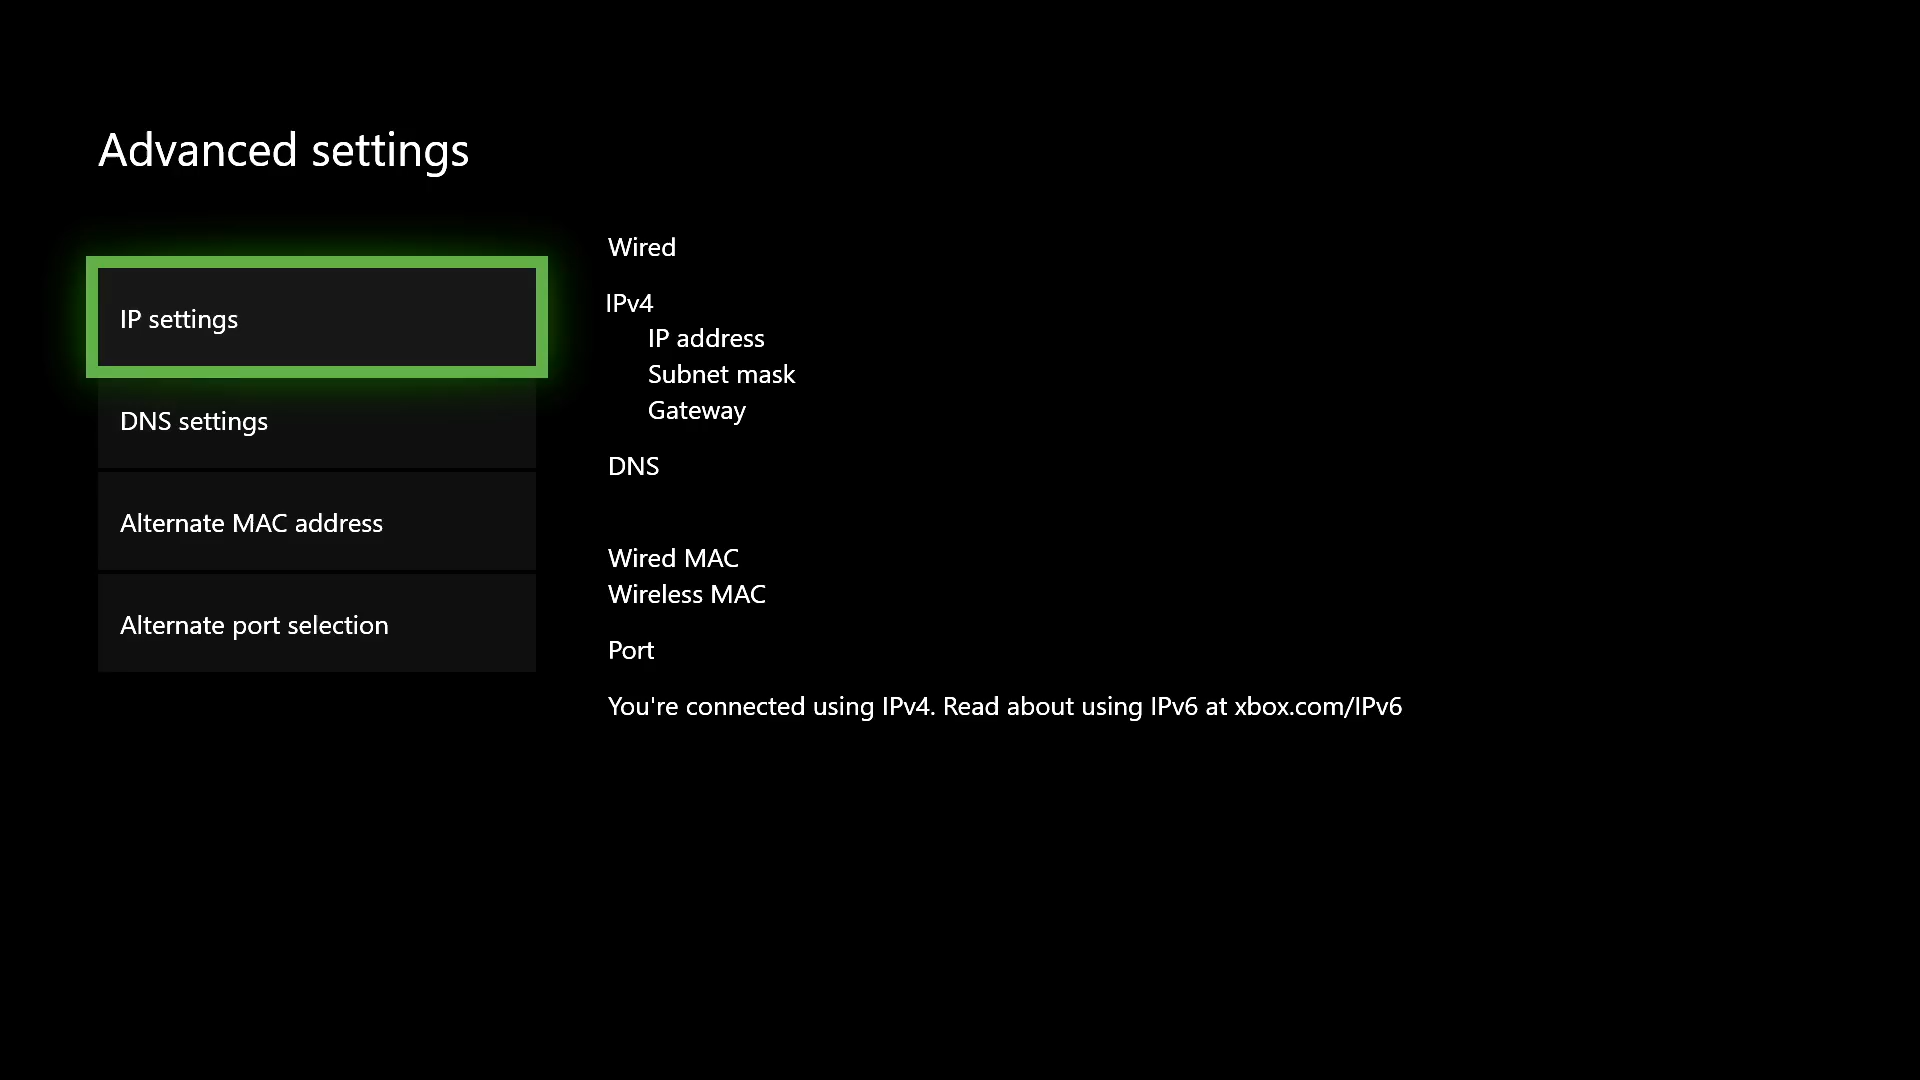 Advanced settings
IP settings
DNS settings
Alternate MAC address
Alternate port selection
Wired
IPv4
IP address
Subnet mask
Gateway
DNS
Wired MAC
Wireless MAC
Port
You're connected using IPv4. Read about using IPv6 at xbox.com/IPv6